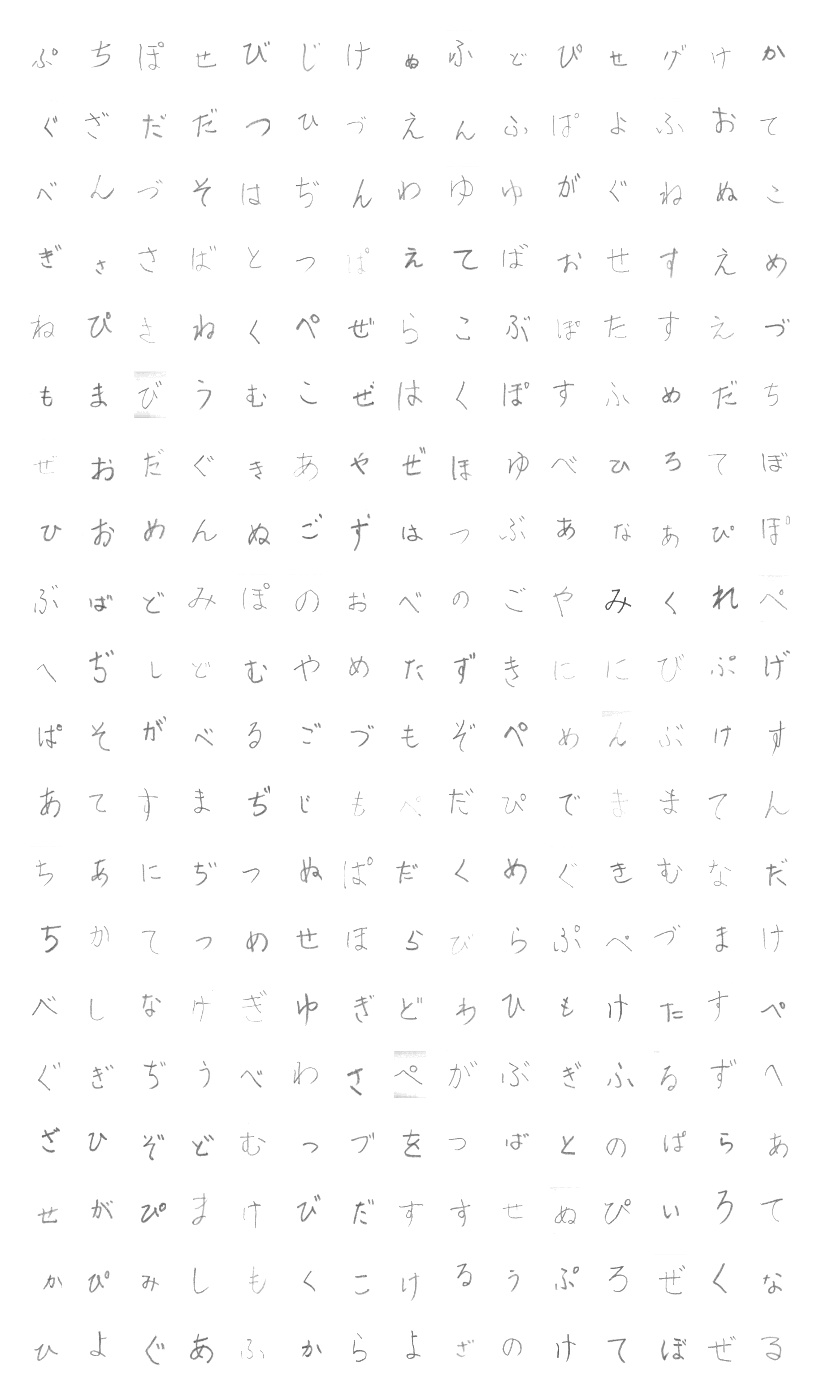 ぷちぽせびじけぬふどぴせげけか
ぐざだだつひづえんふぱよふおて
べんづそはぢんわゆゆがぐねぬこ
ぎささばとっぱえてばおせすえめ
ねぴさねくぺぜらこぶぽたすえづ
もまびうむこぜはくぽすふめだち
ぜおだぐきあやぜほゆべひろてぼ
ひおめんぬごずはつぶあなあぴぽ
ぶばどみぽのおべのごやみくれぺ
へぢしどむやめたずきににびぷげ
ぱそがべるごづもぞぺめんぶけす
あてすまぢじもぺだぴでままてん
ちあにぢつぬぱだくめぐきむなだ
ちかてつめせほらびらぷぺづまけ
べしなけぎゆぎどわひもけたすぺ
ぐぎぢうべわさぺがぶぎふるずへ
ざひぞどむつづをつばとのぱらあ
せがぴまけびだすすせぬぴいろて
かぴみしもくこけるうぷろぜくな
ひよぐあふからよざのけてぼぜる